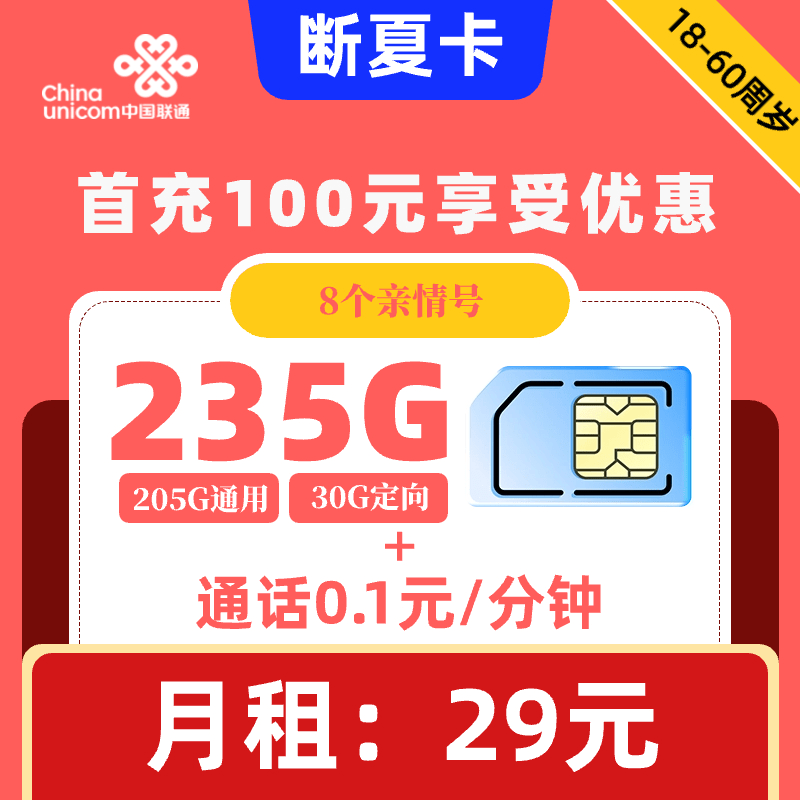 断夏卡
18-60周岁
China
unicom中国联通
首充100元享受优惠
8个亲情号
235G
205G通用
30G定向
+
通话0.1元/分钟
月租：29元